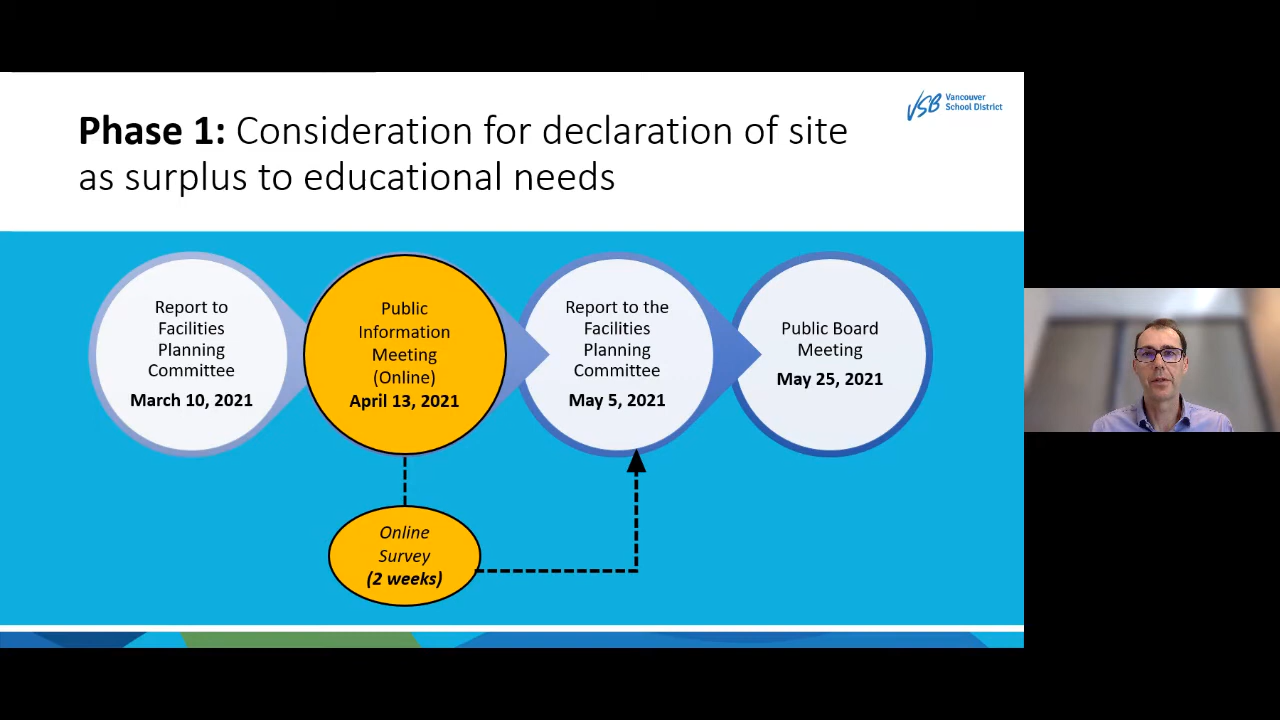 VSB Vancouver
School District
Phase 1: Consideration for declaration of site
as surplus to educational needs
Report to
Facilities
Planning
Committee
March 10, 2021
Public
Information
Meeting
(Online)
April 13, 2021
Report to the
Facilities
Planning
Committee
May 5, 2021
Public Board
Meeting
May 25, 2021
Online
Survey
(2 weeks)